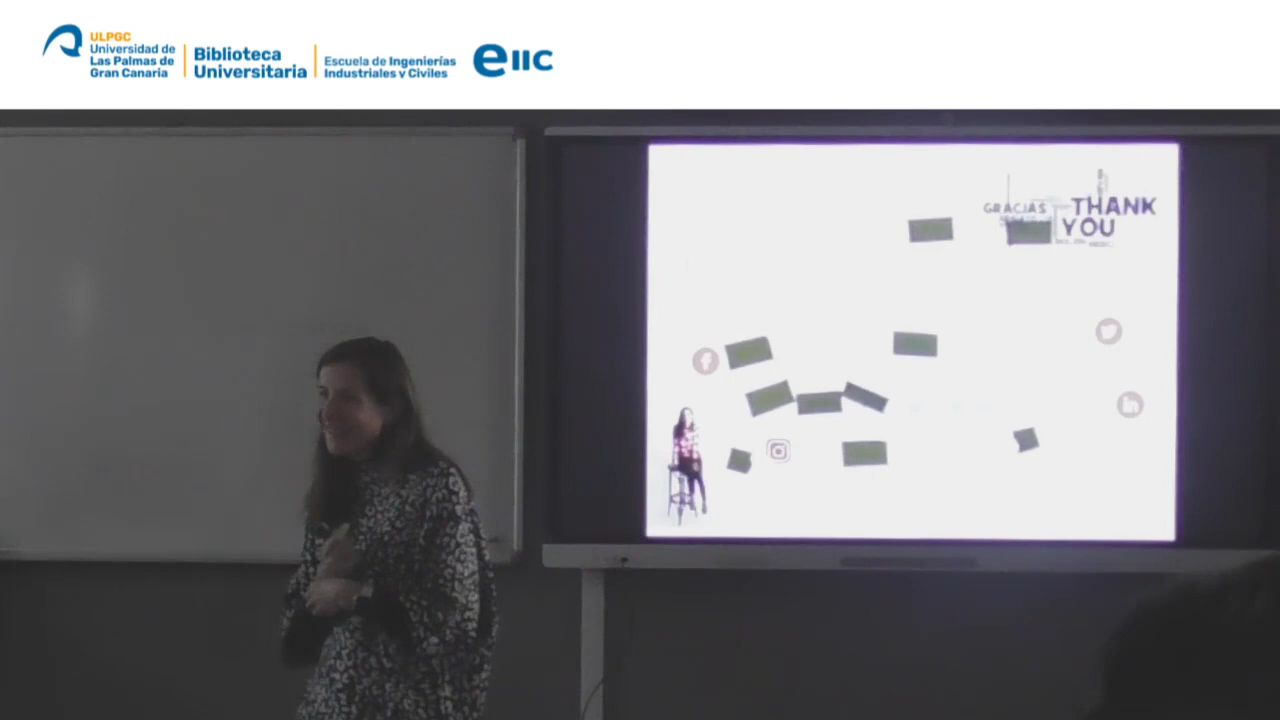 ULPGC
Universidad de
Las Palmas de
Gran Canaria
Biblioteca
Universitaria
Escuela de Ingenierías
Industriales y Civiles
eIIC
GRACIAS
THANK
YOU